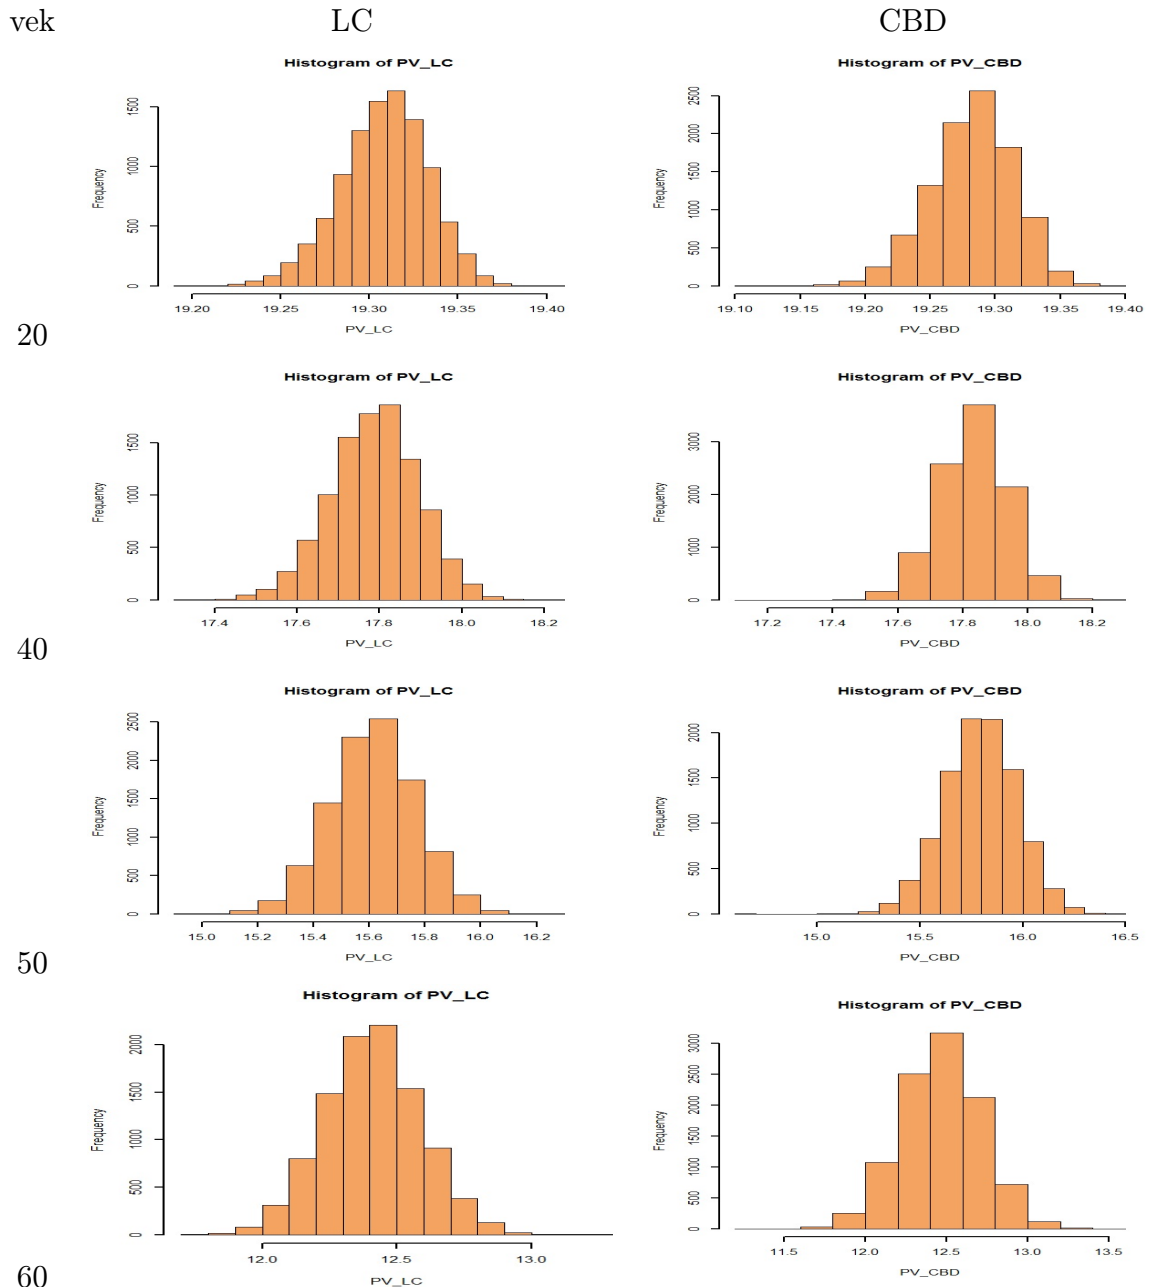 vek LC CBD
Histogram of PV_LC Histogram of PV_CBD
Frequency
0 500 1000 1500
19.20 19.25 19.30 19.35 19.40
PV_LC
Frequency
0 500 1000 1500 2000 2500
19.10 19.15 19.20 19.25 19.30 19.35 19.40
PV_CBD
20
Histogram of PV_LC Histogram of PV_CBD
Frequency
0 500 1000 1500
17.4 17.6 17.8 18.0 18.2
PV_LC
Frequency
0 1000 2000 3000
17.2 17.4 17.6 17.8 18.0 18.2
PV_CBD
40
Histogram of PV_LC Histogram of PV_CBD
Frequency
0 500 1000 1500 2000 2500
15.0 15.2 15.4 15.6 15.8 16.0 16.2
PV_LC
Frequency
0 500 1000 1500 2000
15.0 15.5 16.0 16.5
PV_CBD
50
Histogram of PV_LC Histogram of PV_CBD
Frequency
0 500 1000 1500 2000
12.0 12.5 13.0
PV_LC
Frequency
0 500 1000 1500 2000 2500 3000
11.5 12.0 12.5 13.0 13.5
PV_CBD
60